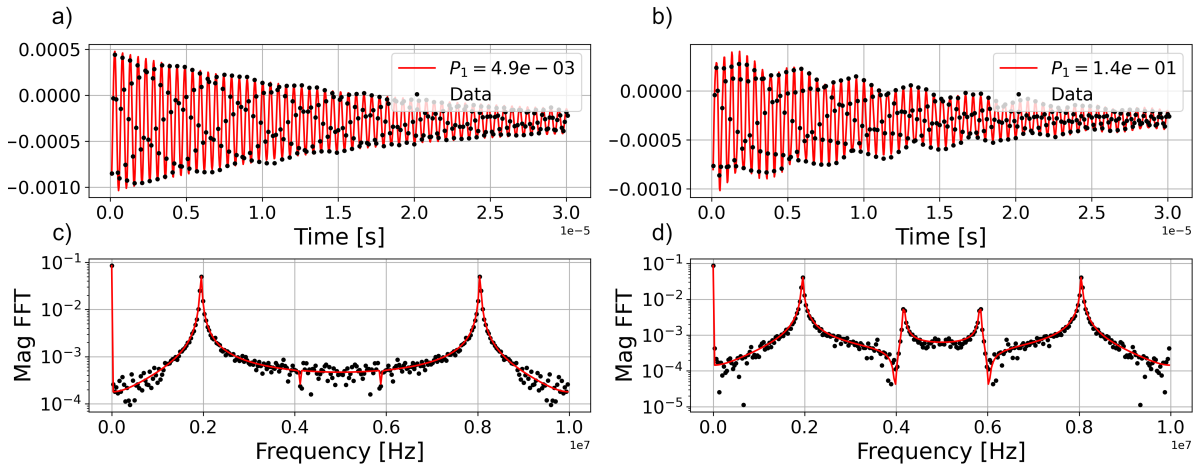 a)
0.0005
0.0000
−0.0005
−0.0010
P₁ = 4.9e − 03
Data
0.0 0.5 1.0 1.5 2.0 2.5 3.0
1e−5
Time [s]
b)
0.0000
−0.0005
−0.0010
P₁ = 1.4e − 01
Data
0.0 0.5 1.0 1.5 2.0 2.5 3.0
1e−5
Time [s]
c)
Mag FFT
10⁻¹
10⁻²
10⁻³
10⁻⁴
0.0 0.2 0.4 0.6 0.8 1.0
1e7
Frequency [Hz]
d)
Mag FFT
10⁻¹
10⁻²
10⁻³
10⁻⁴
10⁻⁵
0.0 0.2 0.4 0.6 0.8 1.0
1e7
Frequency [Hz]